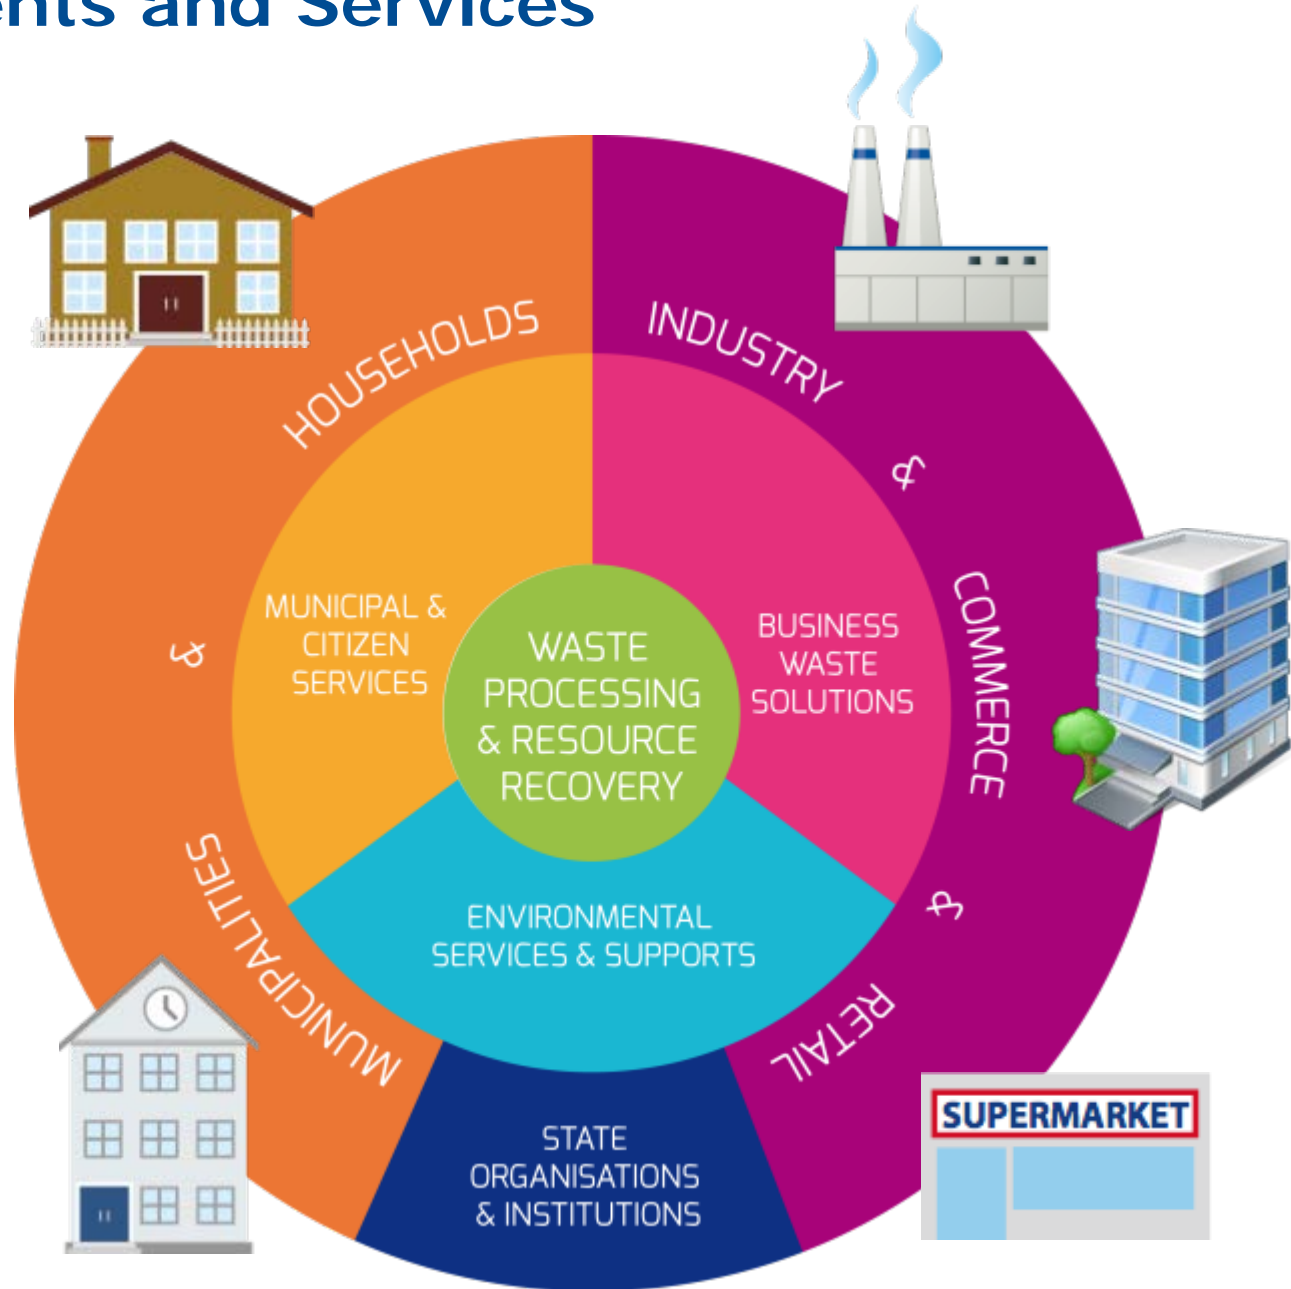 and Services
HOUSEHOLDS
&
MUNICIPALITIES
INDUSTRY
&
COMMERCE
&
RETAIL
MUNICIPAL &
CITIZEN
SERVICES
WASTE
PROCESSING
& RESOURCE
RECOVERY
BUSINESS
WASTE
SOLUTIONS
ENVIRONMENTAL
SERVICES & SUPPORTS
STATE
ORGANISATIONS
& INSTITUTIONS
SUPERMARKET